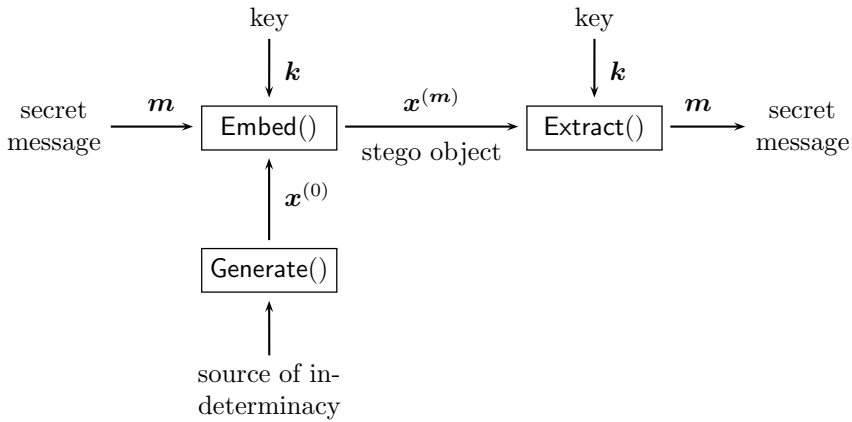 key
key
k
k
secret
message
m
Embed()
x^(m)
stego object
Extract()
m
secret
message
x^(0)
Generate()
source of in-
determinacy